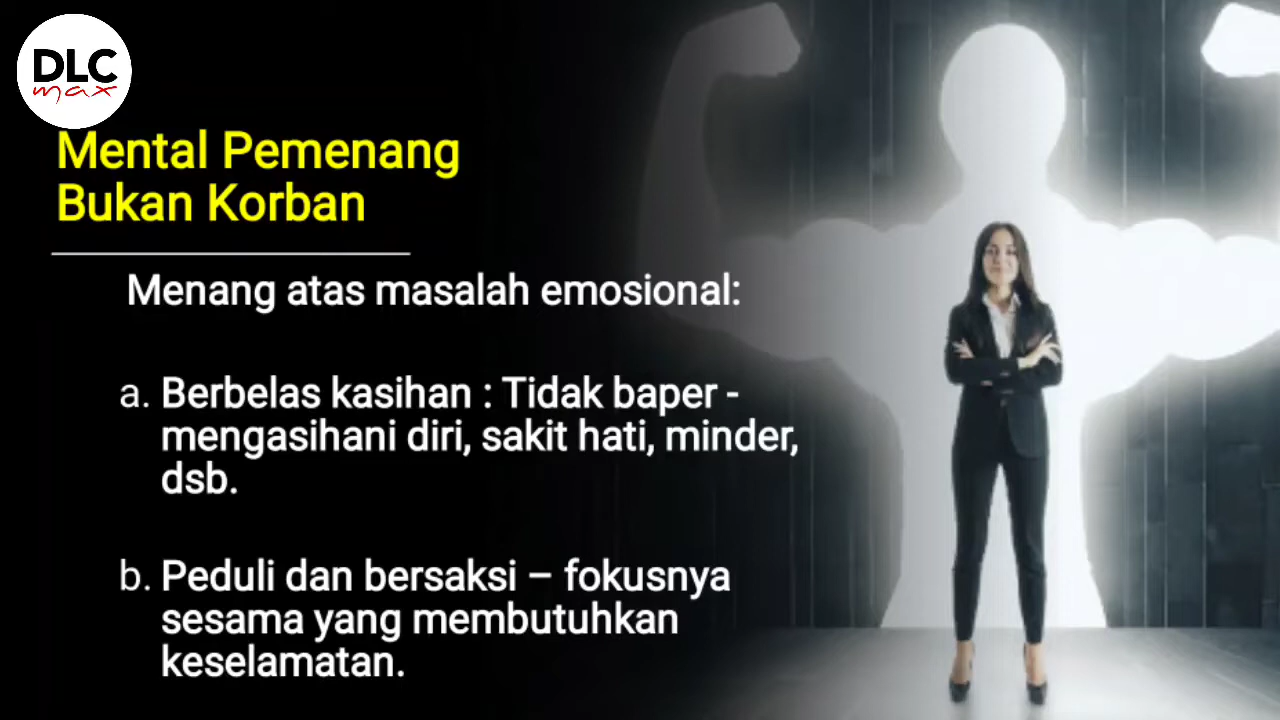 DLC
max
Mental Pemenang
Bukan Korban
Menang atas masalah emosional:
a. Berbelas kasihan : Tidak baper -
mengasihani diri, sakit hati, minder,
dsb.
b. Peduli dan bersaksi – fokusnya
sesama yang membutuhkan
keselamatan.